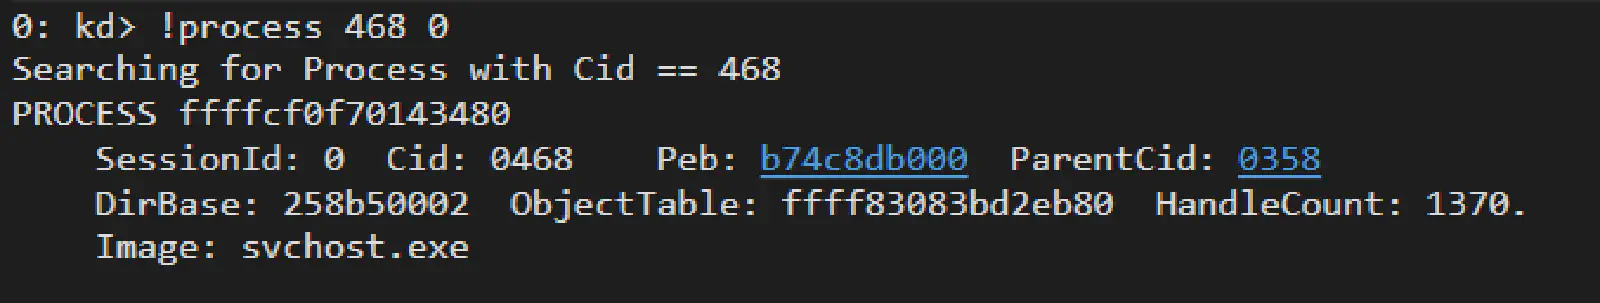 0: kd> !process 468 0
Searching for Process with Cid == 468
PROCESS ffffcf0f70143480
SessionId: 0  Cid: 0468    Peb: b74c8db000  ParentCid: 0358
DirBase: 258b50002  ObjectTable: ffff83083bd2eb80  HandleCount: 1370.
Image: svchost.exe